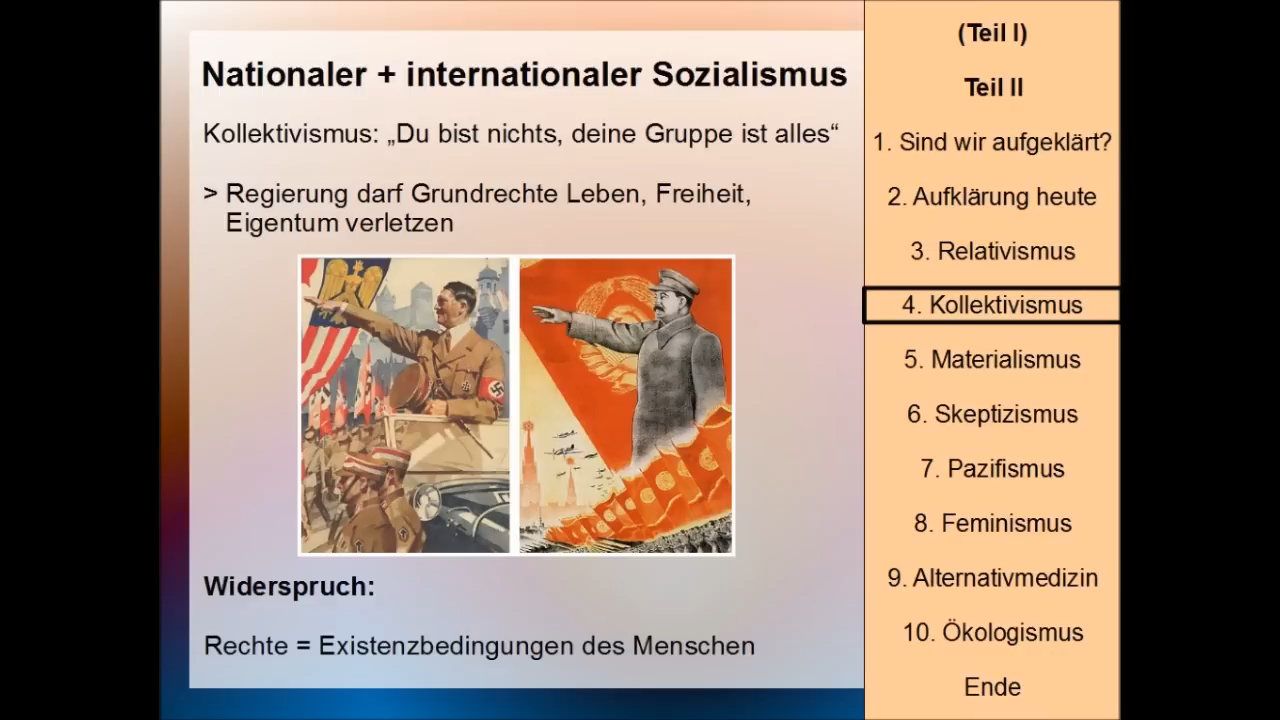 Nationaler + internationaler Sozialismus
Kollektivismus: „Du bist nichts, deine Gruppe ist alles“
> Regierung darf Grundrechte Leben, Freiheit,
Eigentum verletzen
Widerspruch:
Rechte = Existenzbedingungen des Menschen
(Teil I)
Teil II
1. Sind wir aufgeklärt?
2. Aufklärung heute
3. Relativismus
4. Kollektivismus
5. Materialismus
6. Skeptizismus
7. Pazifismus
8. Feminismus
9. Alternativmedizin
10. Ökologismus
Ende